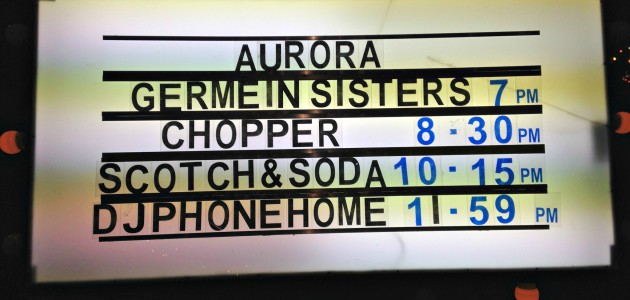 AURORA
GERMEIN SISTERS 7 PM
CHOPPER 8-30 PM
SCOTCH&SODA 10-15 PM
DJPHONEHOME 11-59 PM